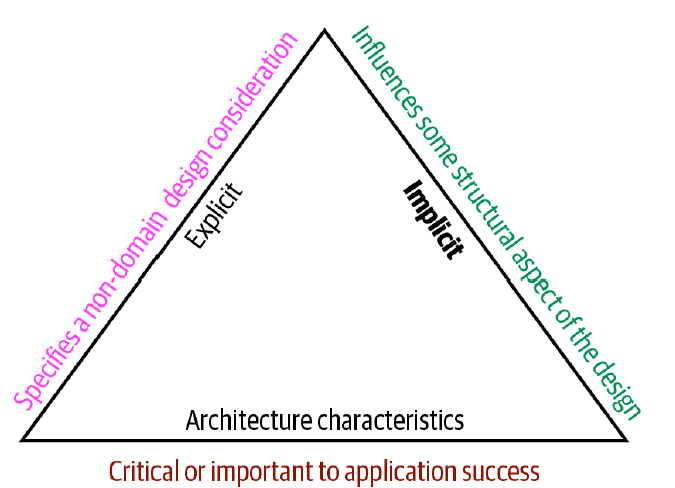 Specifies a non-domain design consideration
Influences some structural aspect of the design
Explicit
Implicit
Architecture characteristics
Critical or important to application success